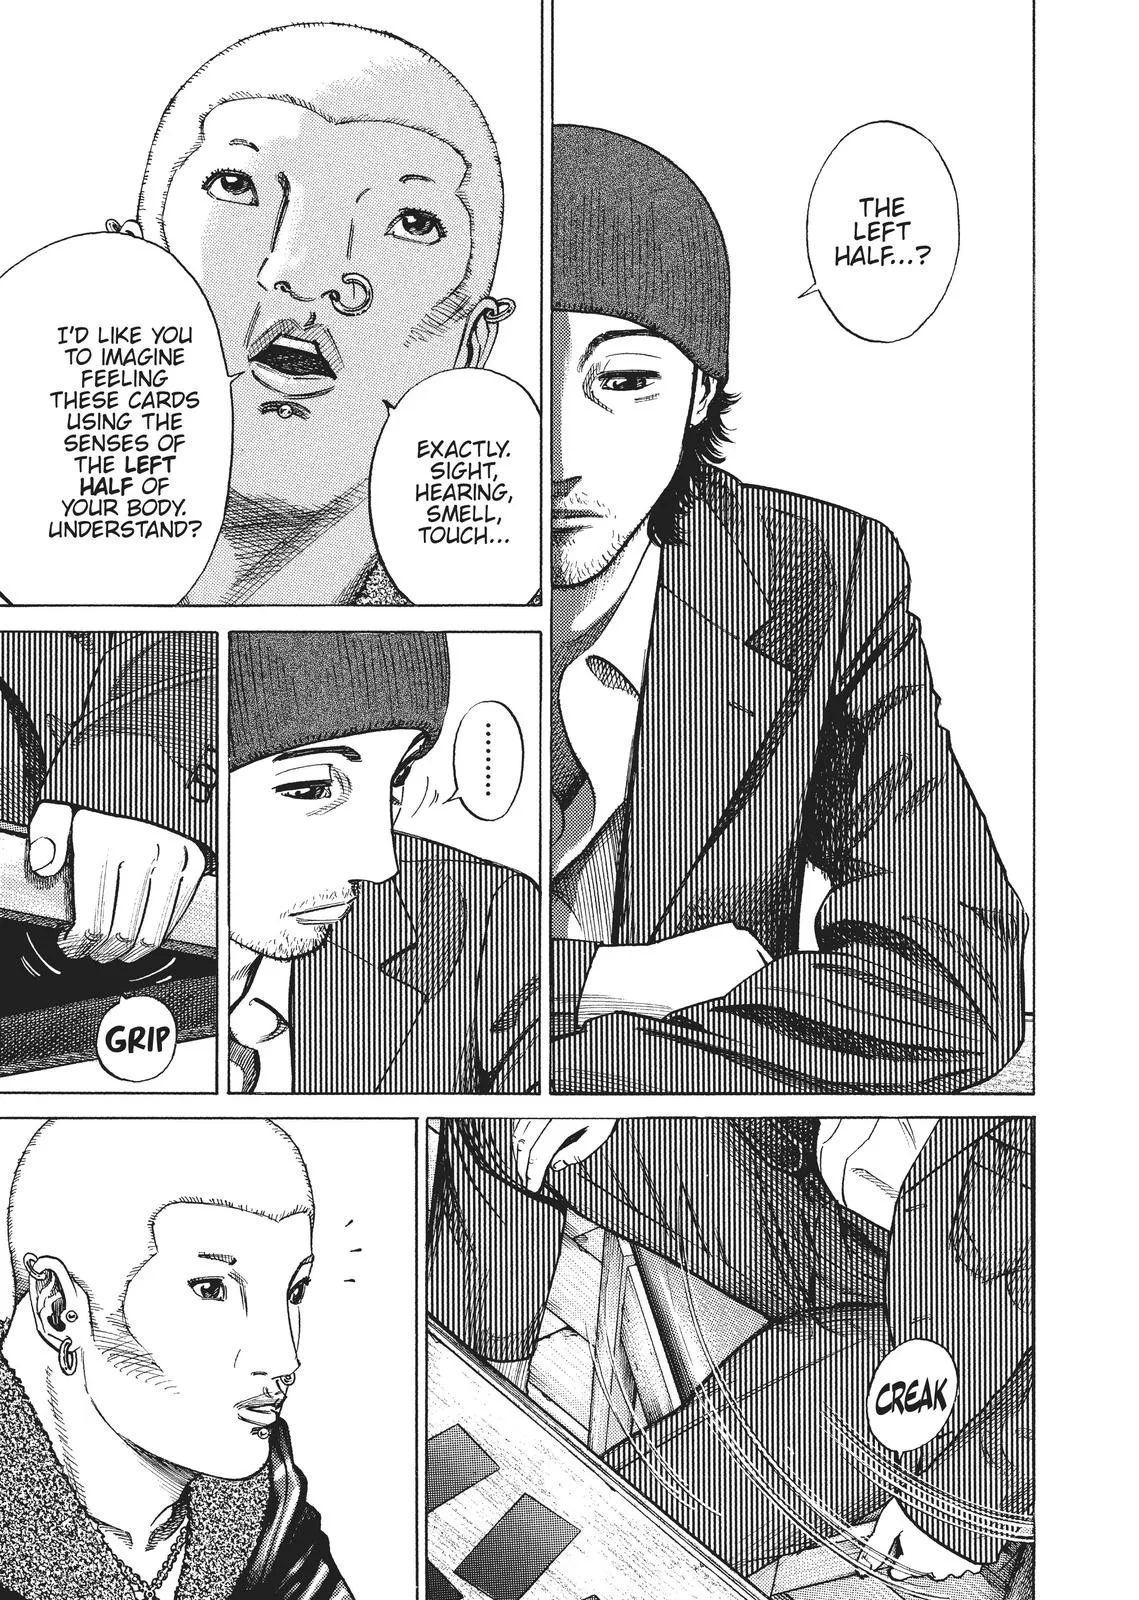 THE
LEFT
HALF...?
EXACTLY.
SIGHT,
HEARING,
SMELL,
TOUCH...
I'D LIKE YOU
TO IMAGINE
FEELING
THESE CARDS
USING THE
SENSES OF
THE LEFT
HALF OF
YOUR BODY.
UNDERSTAND?
........
GRIP
CREAK